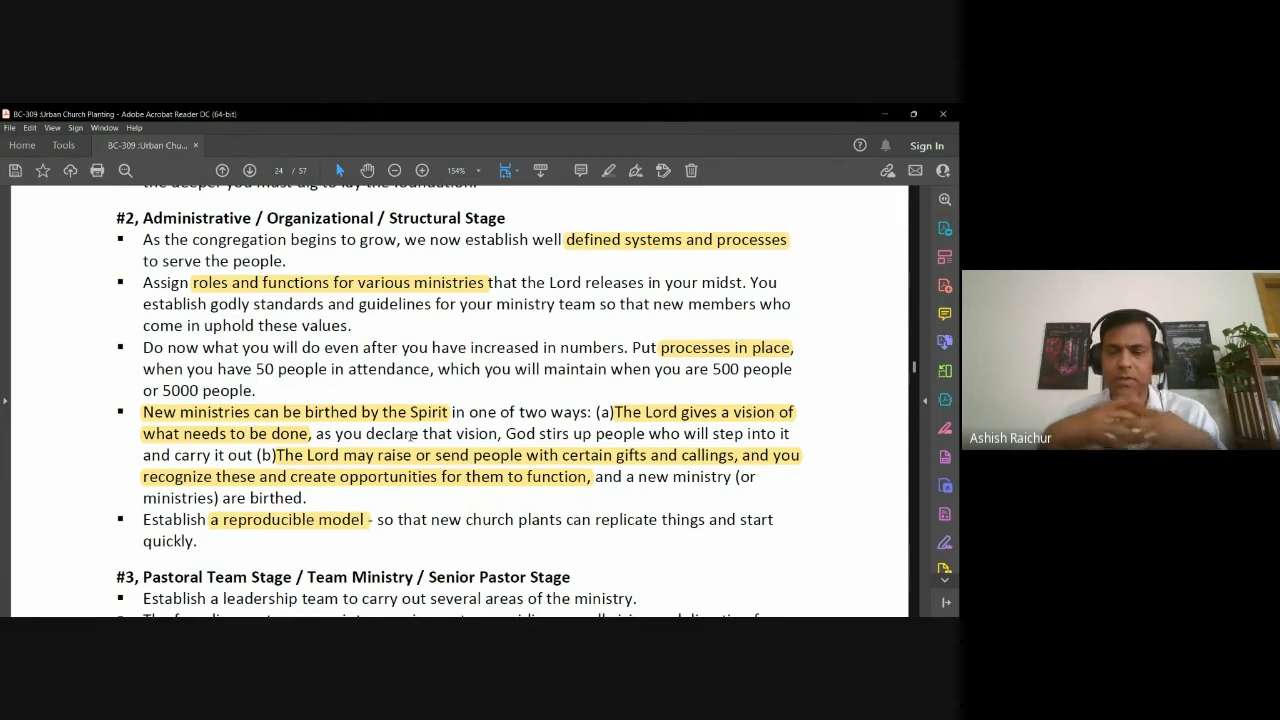 BC-309 :Urban Church Planting - Adobe Acrobat Reader DC (64-bit)
File Edit View Sign Window Help
Home Tools BC-309 :Urban Chu... × Sign In
24 / 57 154%
the deeper you must dig to lay the foundation.
#2, Administrative / Organizational / Structural Stage
▪ As the congregation begins to grow, we now establish well defined systems and processes
to serve the people.
▪ Assign roles and functions for various ministries that the Lord releases in your midst. You
establish godly standards and guidelines for your ministry team so that new members who
come in uphold these values.
▪ Do now what you will do even after you have increased in numbers. Put processes in place,
when you have 50 people in attendance, which you will maintain when you are 500 people
or 5000 people.
▪ New ministries can be birthed by the Spirit in one of two ways: (a)The Lord gives a vision of
what needs to be done, as you declare that vision, God stirs up people who will step into it
and carry it out (b)The Lord may raise or send people with certain gifts and callings, and you
recognize these and create opportunities for them to function, and a new ministry (or
ministries) are birthed.
▪ Establish a reproducible model - so that new church plants can replicate things and start
quickly.
#3, Pastoral Team Stage / Team Ministry / Senior Pastor Stage
▪ Establish a leadership team to carry out several areas of the ministry.
Ashish Raichur